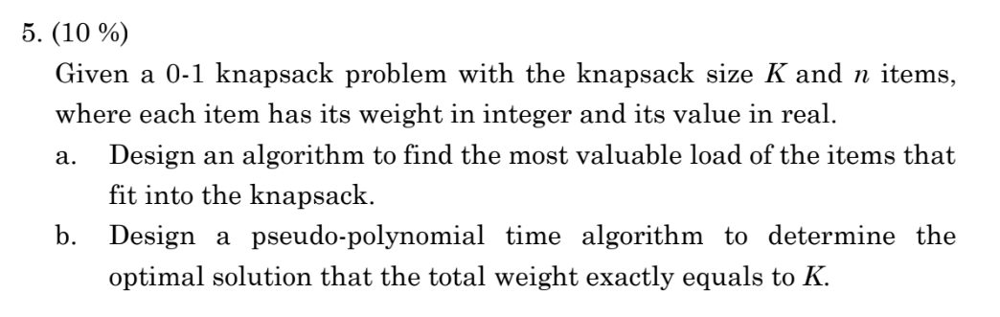 5. (10 %)
Given a 0-1 knapsack problem with the knapsack size K and n items,
where each item has its weight in integer and its value in real.
a. Design an algorithm to find the most valuable load of the items that
fit into the knapsack.
b. Design a pseudo-polynomial time algorithm to determine the
optimal solution that the total weight exactly equals to K.